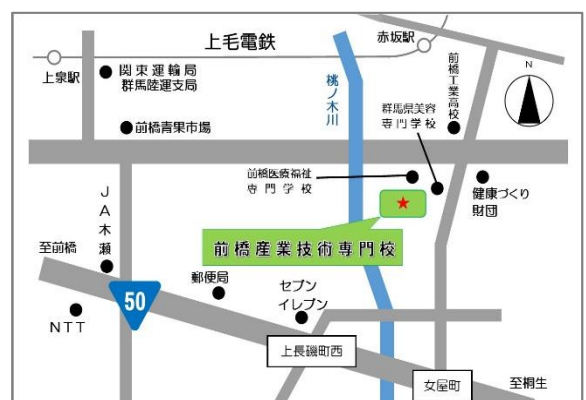 上毛電鉄
赤坂駅
上泉駅
関東運輸局
群馬陸運支局
前橋工業高校
N
桃ノ木川
群馬県美容
専門学校
前橋青果市場
前橋医療福祉
専門学校
健康づくり
財団
JA木瀬
★
前橋産業技術専門校
至前橋
郵便局
セブン
イレブン
50
NTT
上長磯町西
女屋町
至桐生